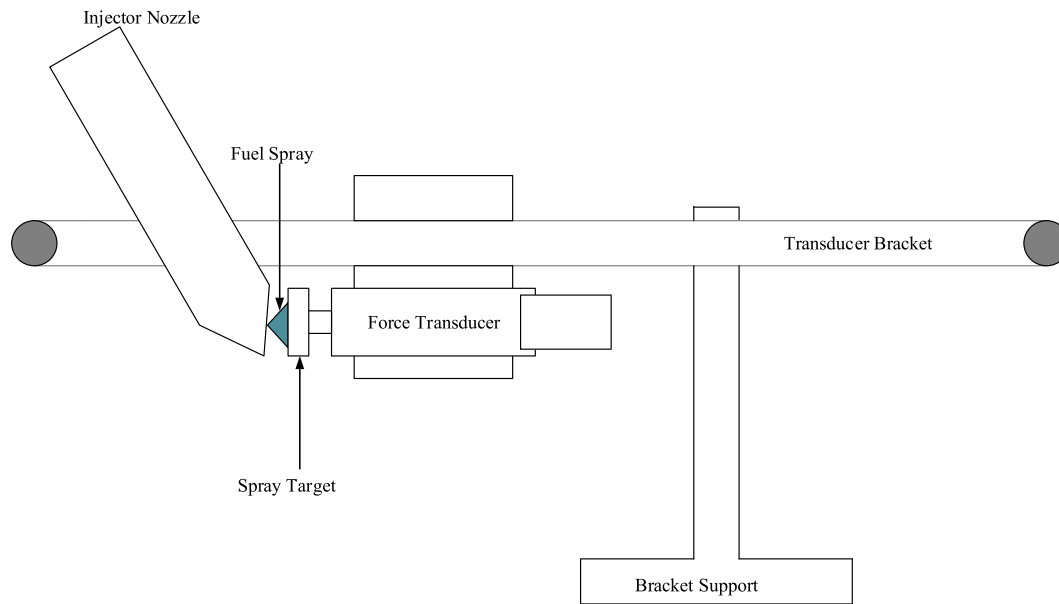 Injector Nozzle
Fuel Spray
Transducer Bracket
Force Transducer
Spray Target
Bracket Support